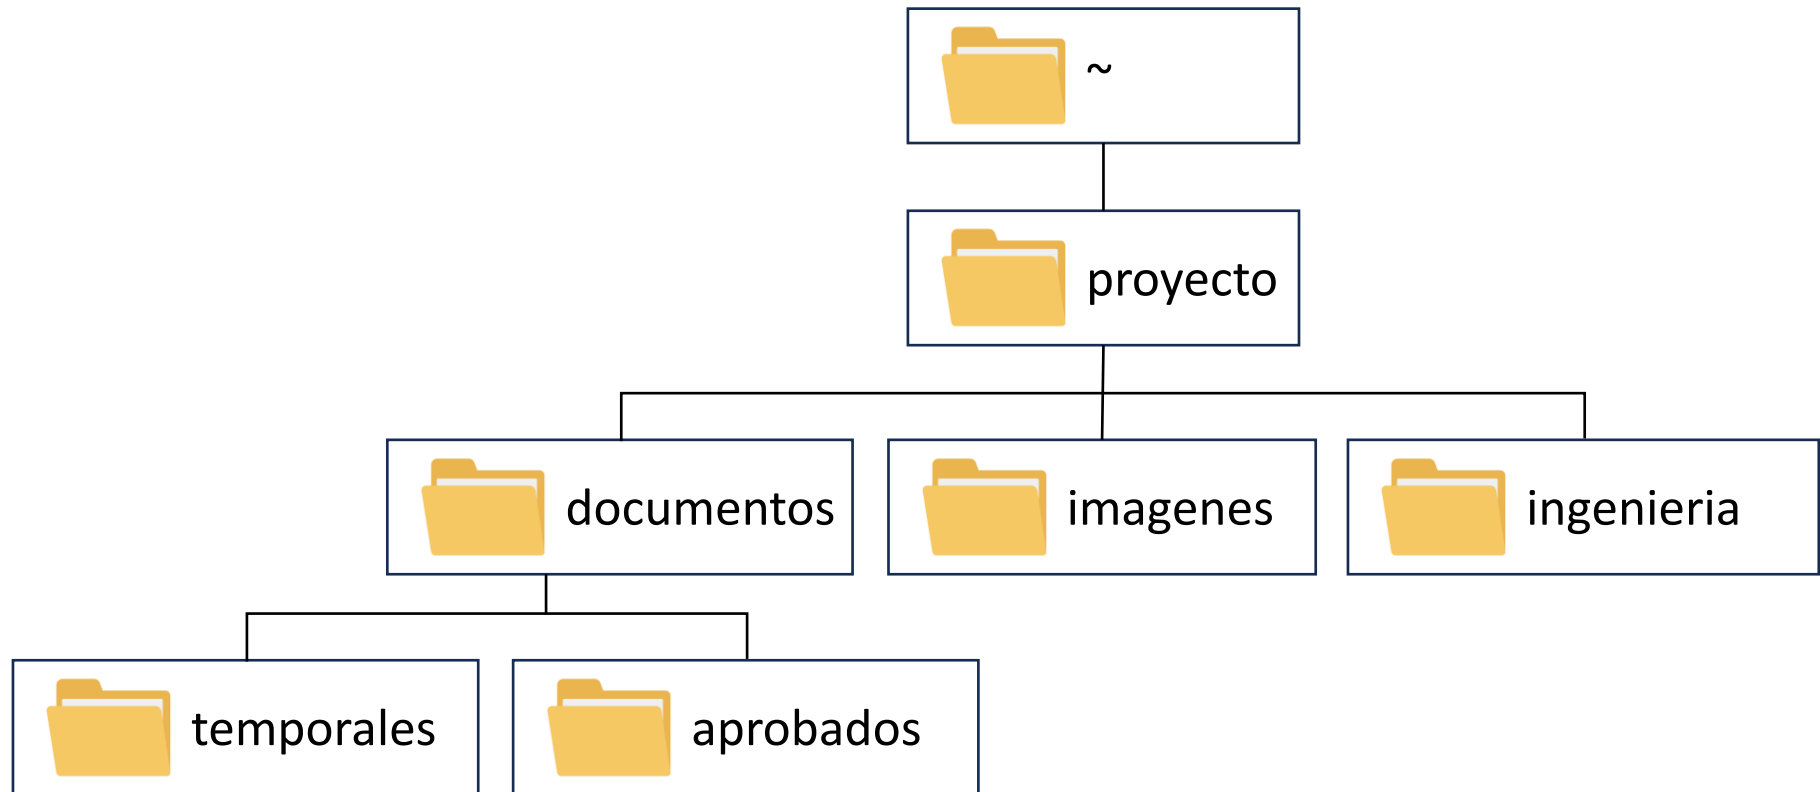 ~
proyecto
documentos
imagenes
ingenieria
temporales
aprobados